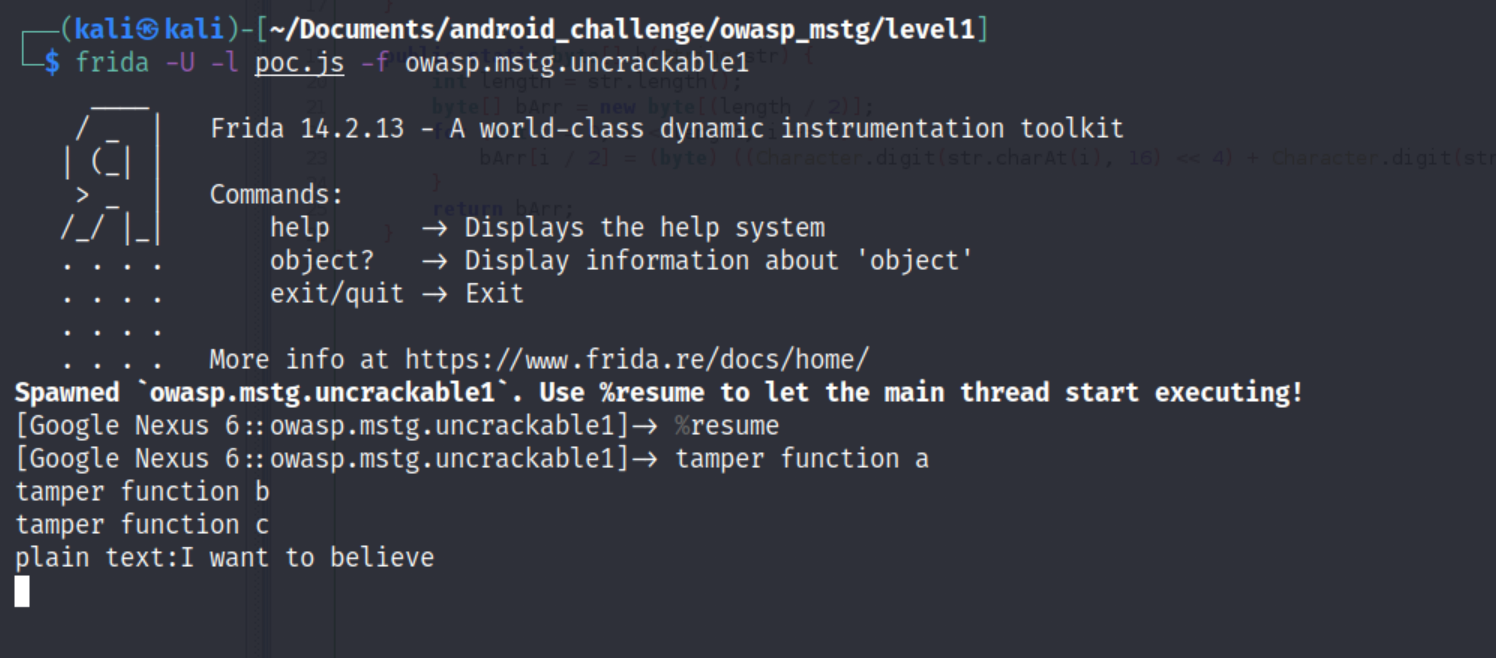 (kali㉿kali)-[~/Documents/android_challenge/owasp_mstg/level1]
$ frida -U -l poc.js -f owasp.mstg.uncrackable1
Frida 14.2.13 - A world-class dynamic instrumentation toolkit
Commands:
help → Displays the help system
object? → Display information about 'object'
exit/quit → Exit
More info at https://www.frida.re/docs/home/
Spawned `owasp.mstg.uncrackable1`. Use %resume to let the main thread start executing!
[Google Nexus 6::owasp.mstg.uncrackable1]→ %resume
[Google Nexus 6::owasp.mstg.uncrackable1]→ tamper function a
tamper function b
tamper function c
plain text:I want to believe